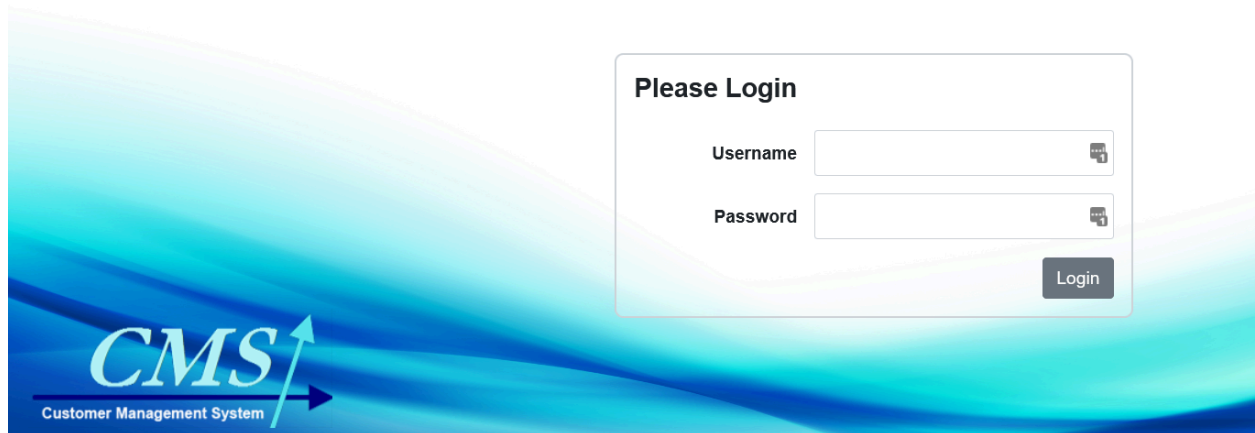 Please Login
Username
Password
Login
CMS
Customer Management System